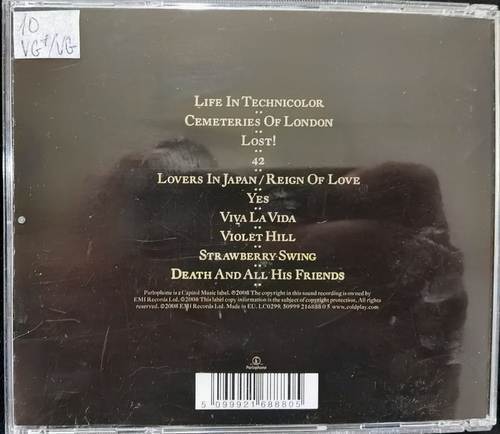 10
VG+/VG
LIFE IN TECHNICOLOR
CEMETERIES OF LONDON
LOST!
42
LOVERS IN JAPAN / REIGN OF LOVE
YES
VIVA LA VIDA
VIOLET HILL
STRAWBERRY SWING
DEATH AND ALL HIS FRIENDS
Parlophone is a Capitol Music label. ℗2008 The copyright in this sound recording is owned by
EMI Records Ltd. ©2008 This label copy information is the subject of copyright protection. All rights
reserved. ©2008 EMI Records Ltd. Made in EU. LC0299. 50999 216888 0 5 www.coldplay.com
Parlophone
5 099921 688805